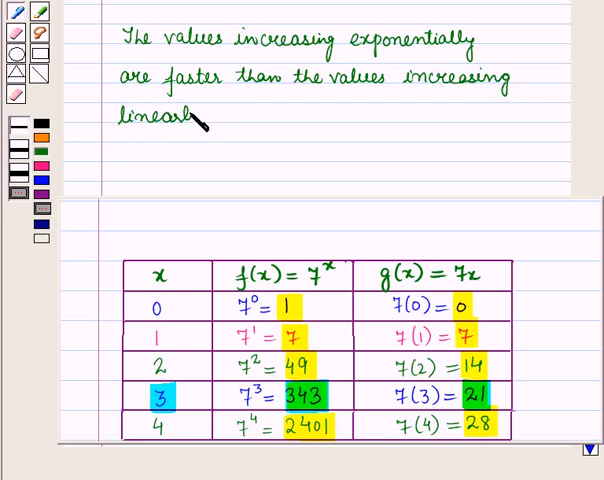 The values increasing exponentially
are faster than the values increasing
linearl
x f(x) = 7^x g(x) = 7x
0 7^0 = 1 7(0) = 0
1 7^1 = 7 7(1) = 7
2 7^2 = 49 7(2) = 14
3 7^3 = 343 7(3) = 21
4 7^4 = 2401 7(4) = 28